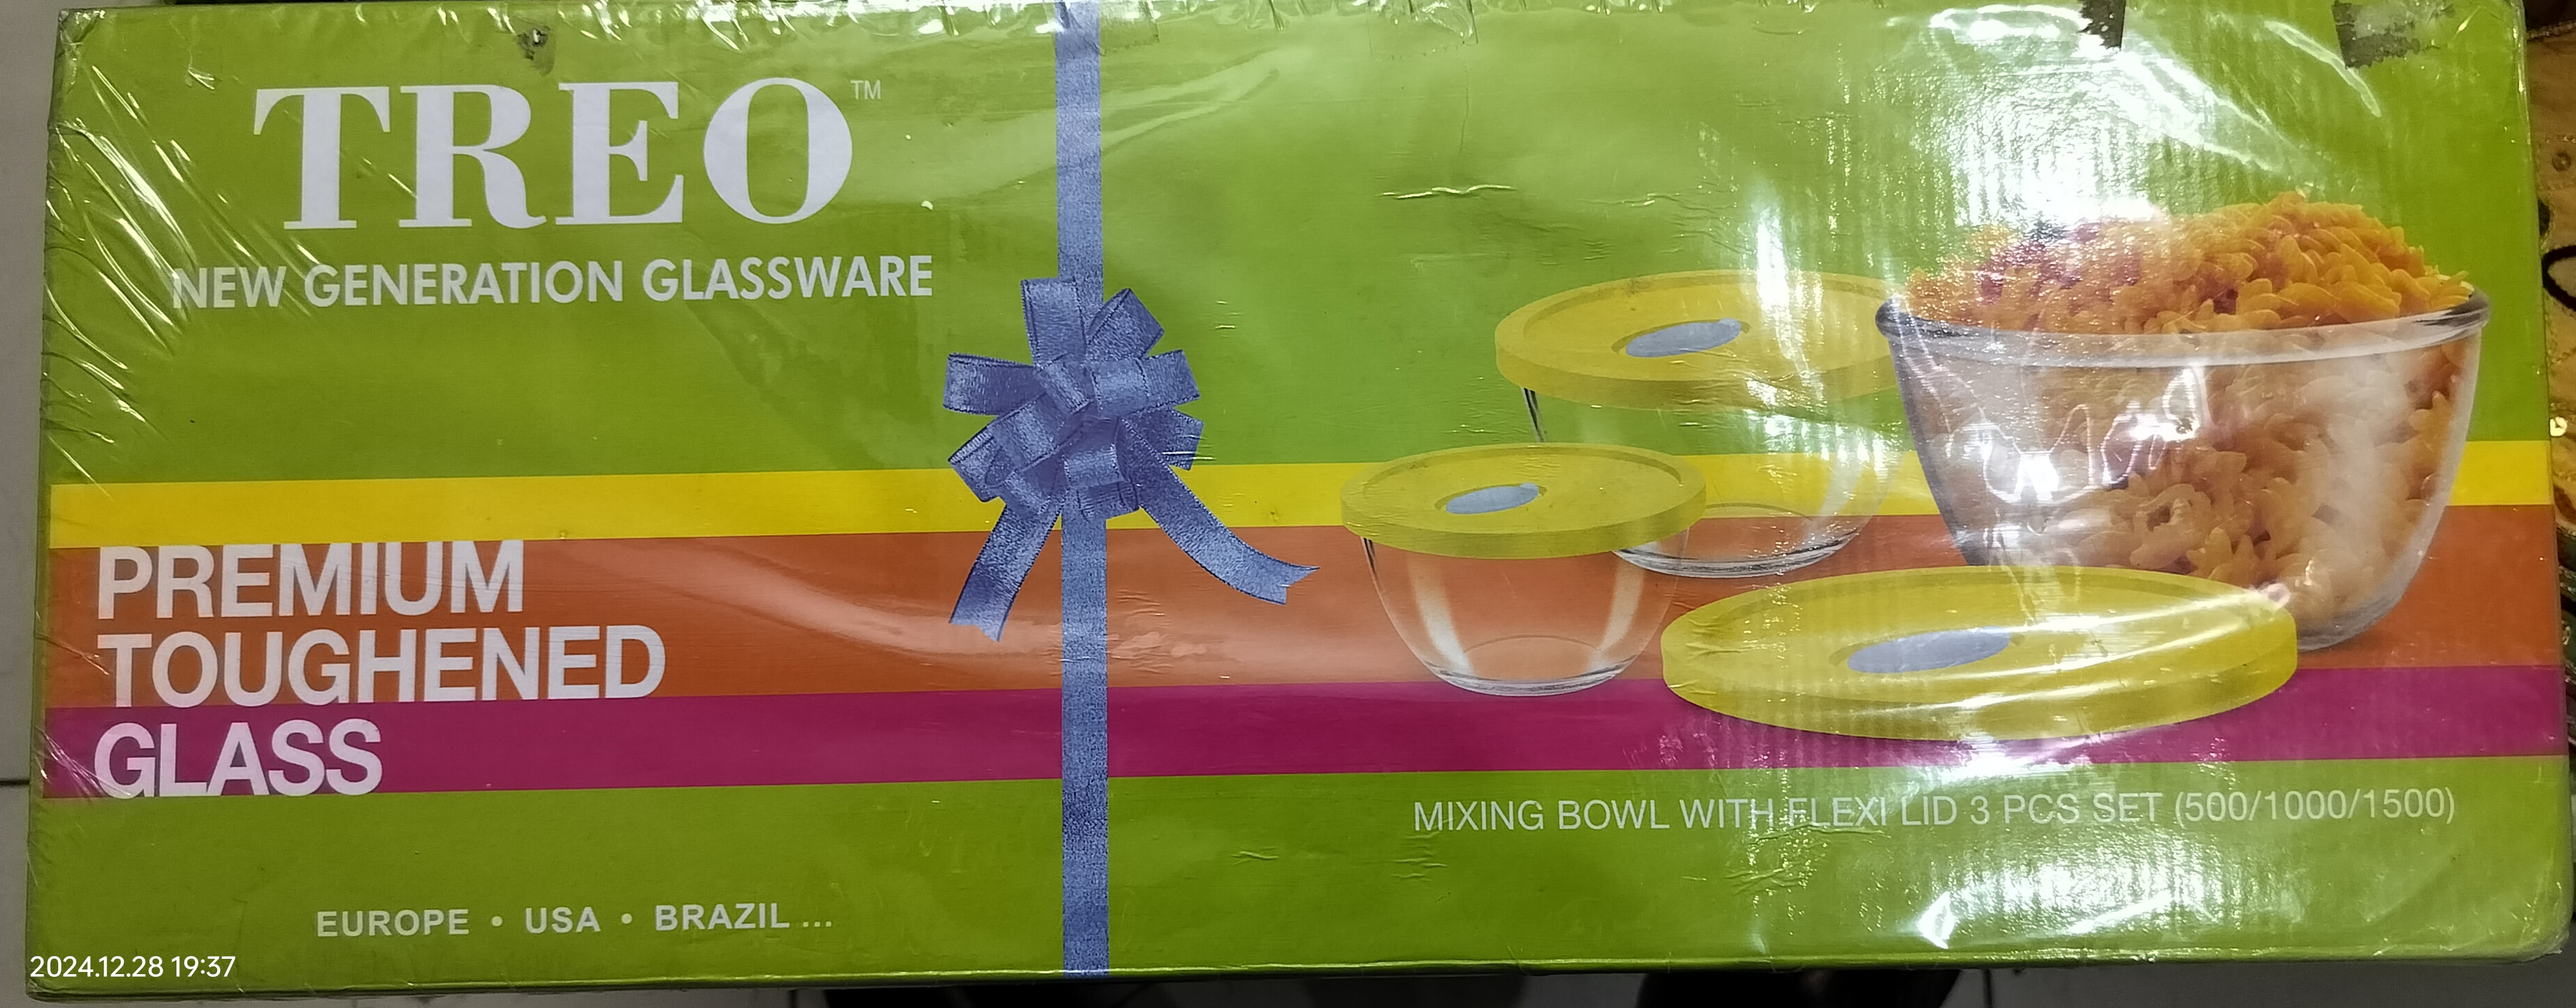 TREO™
NEW GENERATION GLASSWARE
PREMIUM
TOUGHENED
GLASS
MIXING BOWL WITH FLEXI LID 3 PCS SET (500/1000/1500)
EUROPE • USA • BRAZIL ...
2024.12.28 19:37